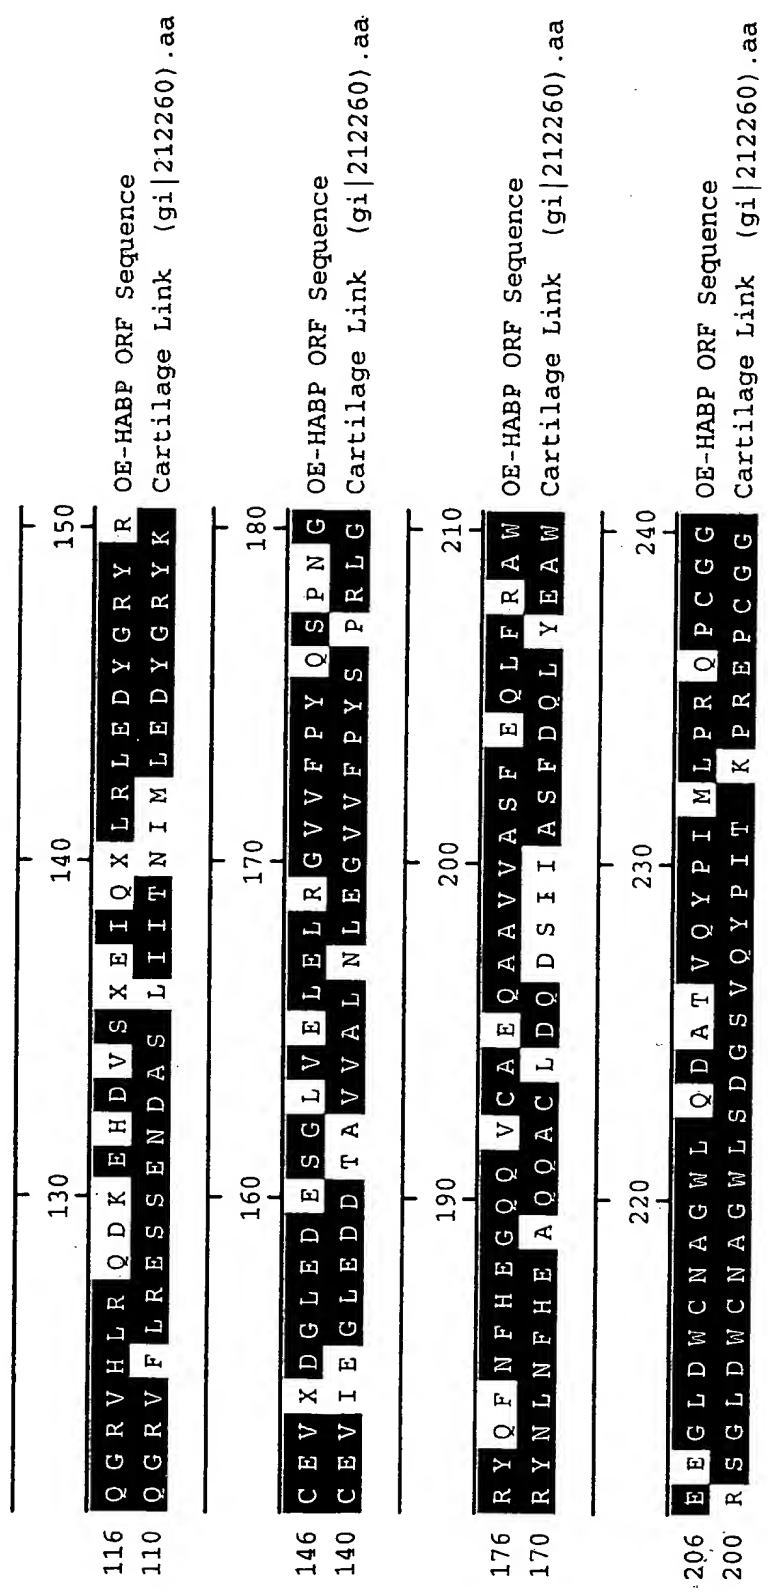 130 140 150
116 Q G R V H L R Q D K E H D V S X E I Q X L R L E D Y G R Y R OE-HABP ORF Sequence
110 Q G R V F L R E S S E N D A S L I I T N I M L E D Y G R Y K Cartilage Link (gi|212260).aa
160 170 180
146 C E V X D G L E D E S G L V E L E L R G V V F P Y Q S P N G OE-HABP ORF Sequence
140 C E V I E G L E D D T A V V A L N L E G V V F P Y S P R L G Cartilage Link (gi|212260).aa
190 200 210
176 R Y Q F N F H E G Q Q V C A E Q A A V V A S F E Q L F R A W OE-HABP ORF Sequence
170 R Y N L N F H E A Q Q A C L D Q D S I I A S F D Q L Y E A W Cartilage Link (gi|212260).aa
220 230 240
206 E E G L D W C N A G W L Q D A T V Q Y P I M L P R Q P C G G OE-HABP ORF Sequence
200 R S G L D W C N A G W L S D G S V Q Y P I T K P R E P C G G Cartilage Link (gi|212260).aa